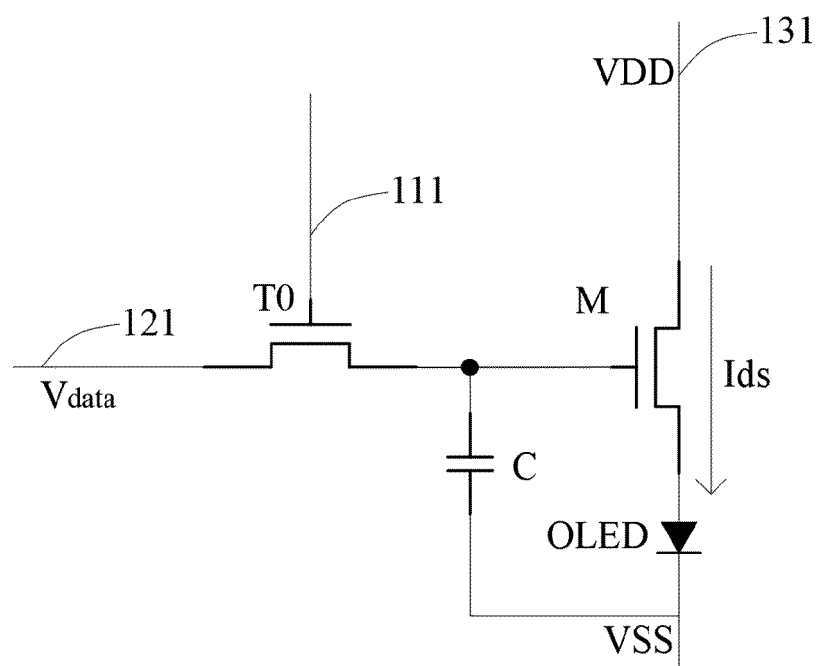 131
VDD
111
T0
M
121
Vdata
Ids
C
OLED
VSS